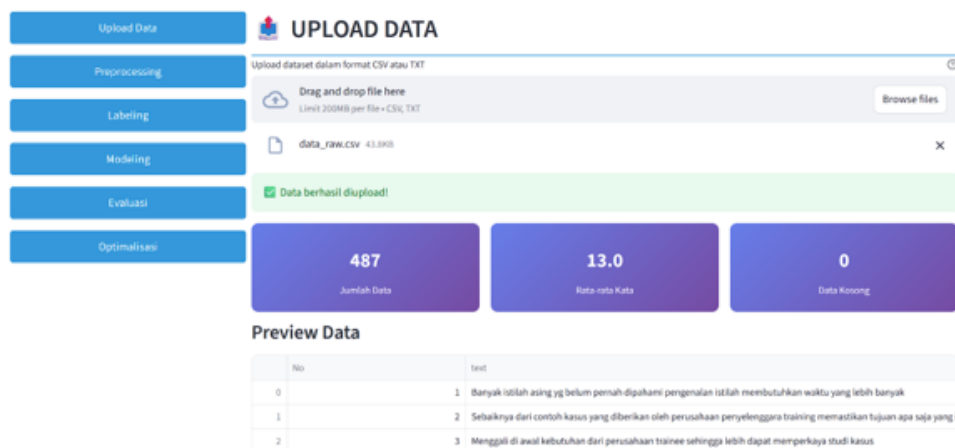 Upload Data
Preprocessing
Labeling
Modeling
Evaluasi
Optimalisasi
UPLOAD DATA
Upload dataset dalam format CSV atau TXT
Drag and drop file here
Limit 200MB per file • CSV, TXT
Browse files
data_raw.csv 43.8KB
Data berhasil diupload!
487
Jumlah Data
13.0
Rata-rata Kata
0
Data Kosong
Preview Data
No text
0 1 Banyak istilah asing yg belum pernah dipahami pengenalan istilah membutuhkan waktu yang lebih banyak
1 2 Sebaiknya dari contoh kasus yang diberikan oleh perusahaan penyelenggara training memastikan tujuan apa saja yang
2 3 Menggali di awal kebutuhan dari perusahaan trainee sehingga lebih dapat memperkaya studi kasus